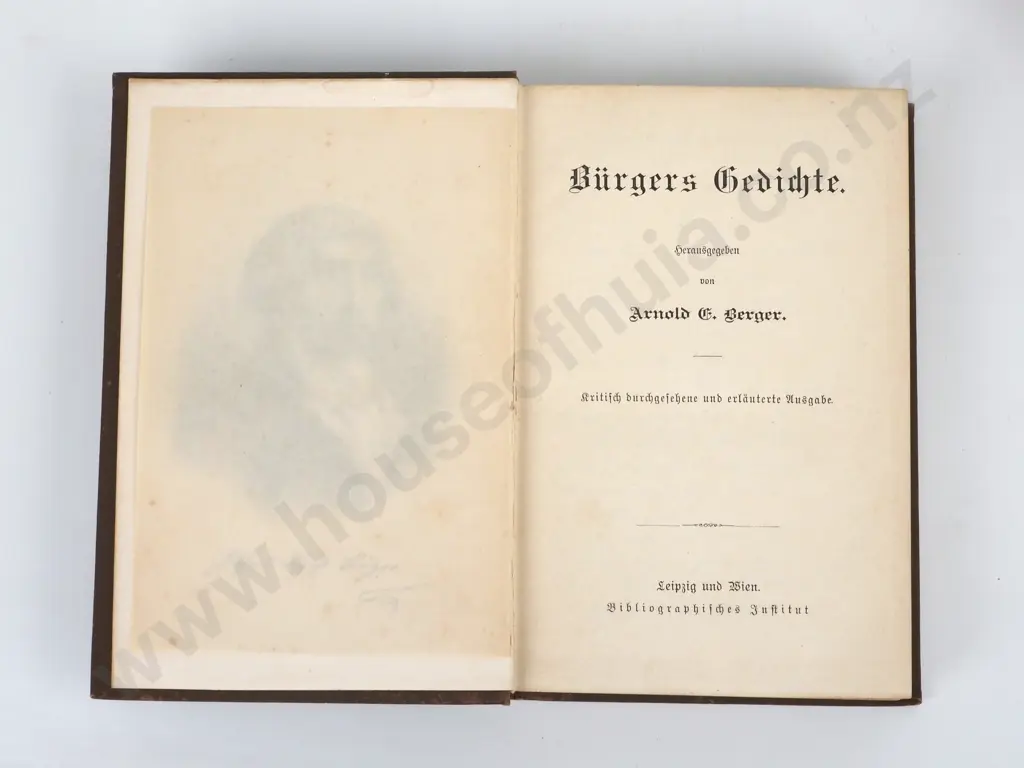 Bürgers Gedichte.
Herausgegeben
von
Arnold E. Berger.
Kritisch durchgesehene und erläuterte Ausgabe.
Leipzig und Wien.
Bibliographisches Institut
www.houseofhuia.co.nz